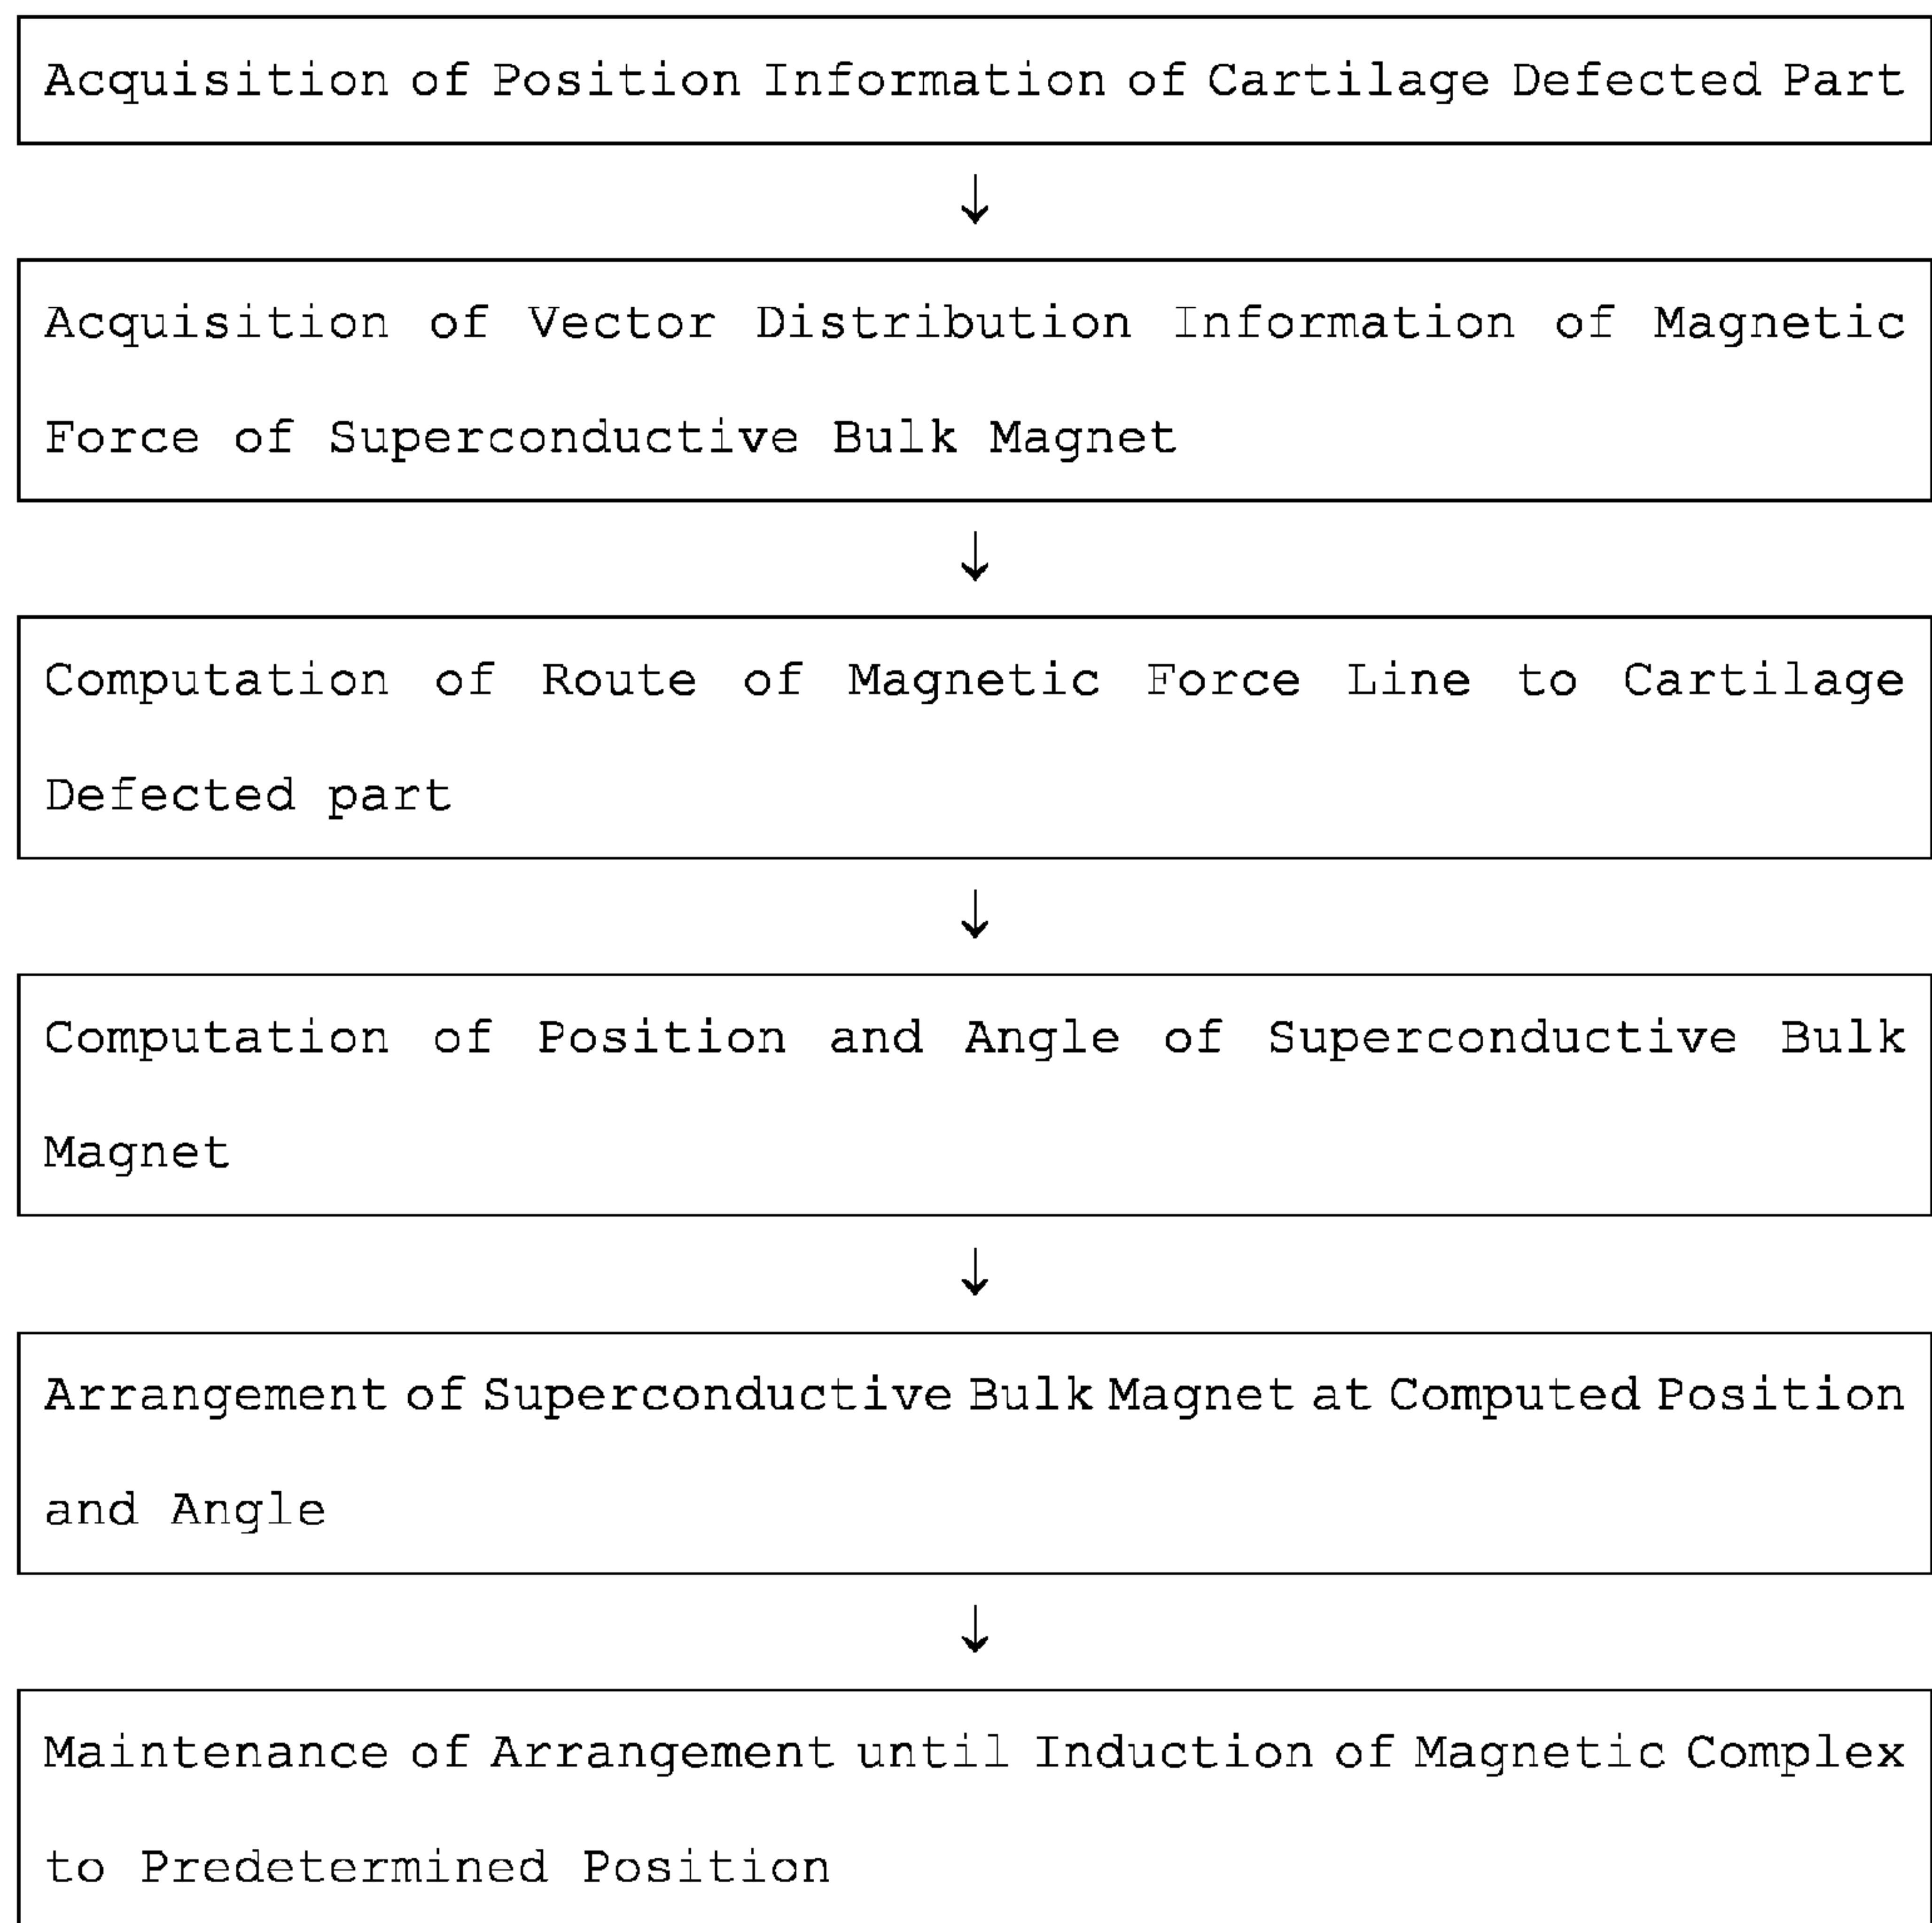 Acquisition of Position Information of Cartilage Defected Part
↓
Acquisition of Vector Distribution Information of Magnetic
Force of Superconductive Bulk Magnet
↓
Computation of Route of Magnetic Force Line to Cartilage
Defected part
↓
Computation of Position and Angle of Superconductive Bulk
Magnet
↓
Arrangement of Superconductive Bulk Magnet at Computed Position
and Angle
↓
Maintenance of Arrangement until Induction of Magnetic Complex
to Predetermined Position